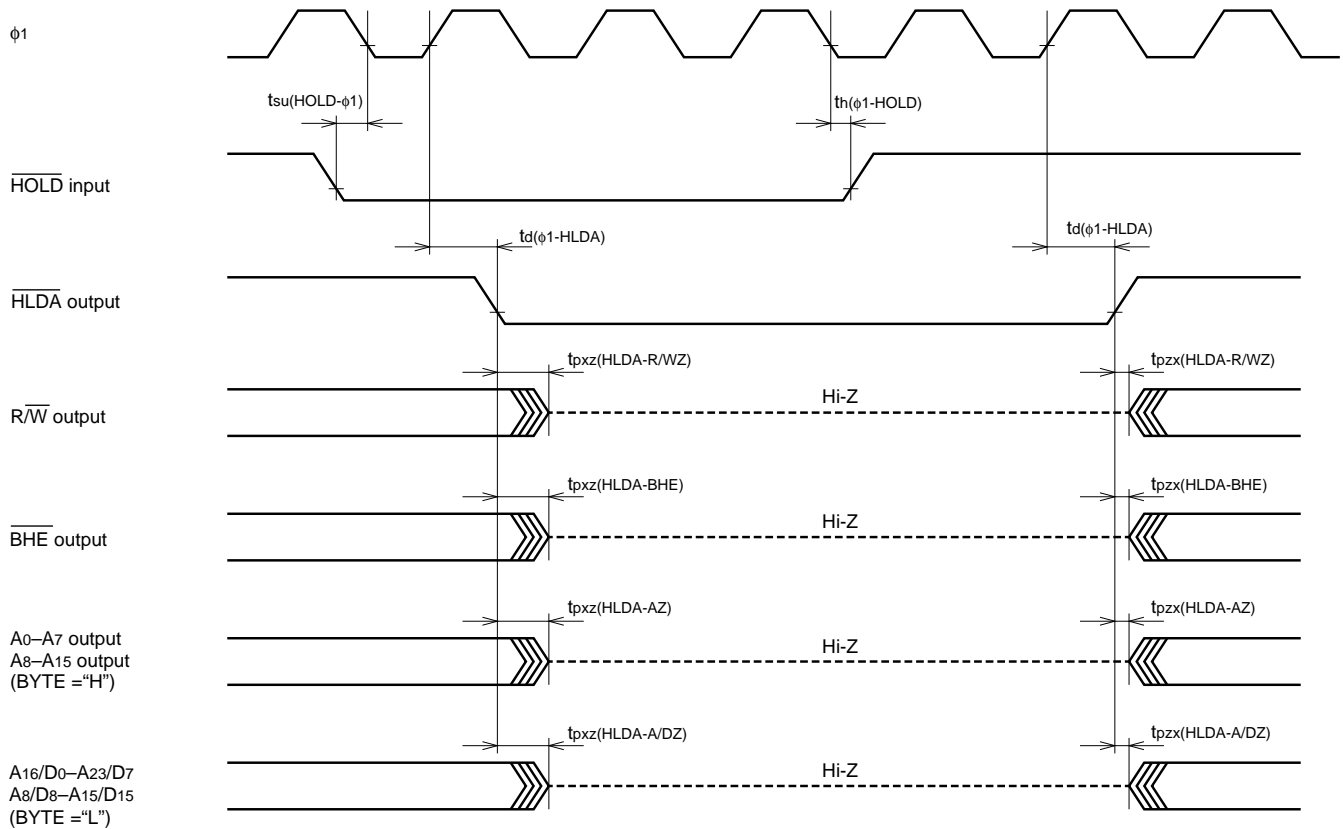 ϕ1
tsu(HOLD-ϕ1)
th(ϕ1-HOLD)
HOLD input
td(ϕ1-HLDA)
td(ϕ1-HLDA)
HLDA output
tpxz(HLDA-R/WZ)
tpzx(HLDA-R/WZ)
R/W output
Hi-Z
tpxz(HLDA-BHE)
tpzx(HLDA-BHE)
BHE output
Hi-Z
tpxz(HLDA-AZ)
tpzx(HLDA-AZ)
A0–A7 output
A8–A15 output
(BYTE =“H”)
Hi-Z
tpxz(HLDA-A/DZ)
tpzx(HLDA-A/DZ)
A16/D0–A23/D7
A8/D8–A15/D15
(BYTE =“L”)
Hi-Z